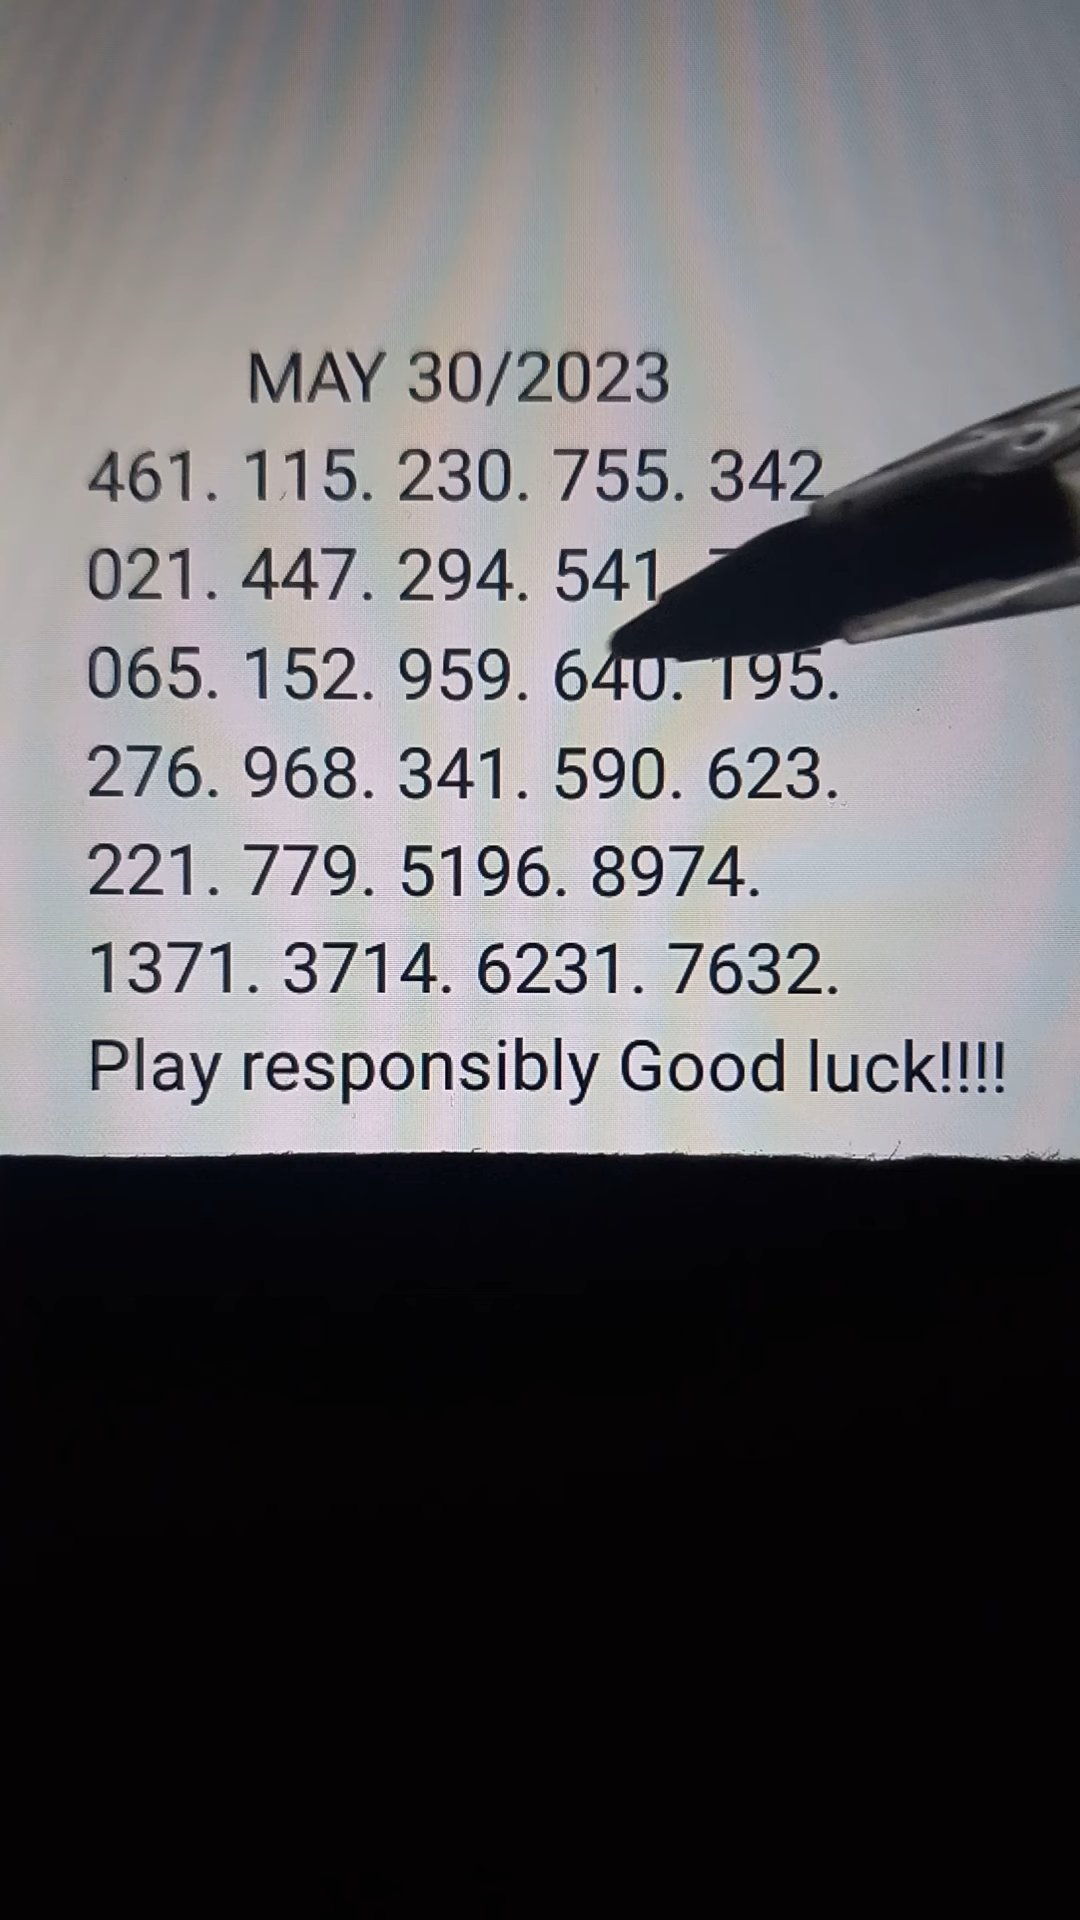 MAY 30/2023
461. 115. 230. 755. 342
021. 447. 294. 541
065. 152. 959. 640. 195.
276. 968. 341. 590. 623.
221. 779. 5196. 8974.
1371. 3714. 6231. 7632.
Play responsibly Good luck!!!!